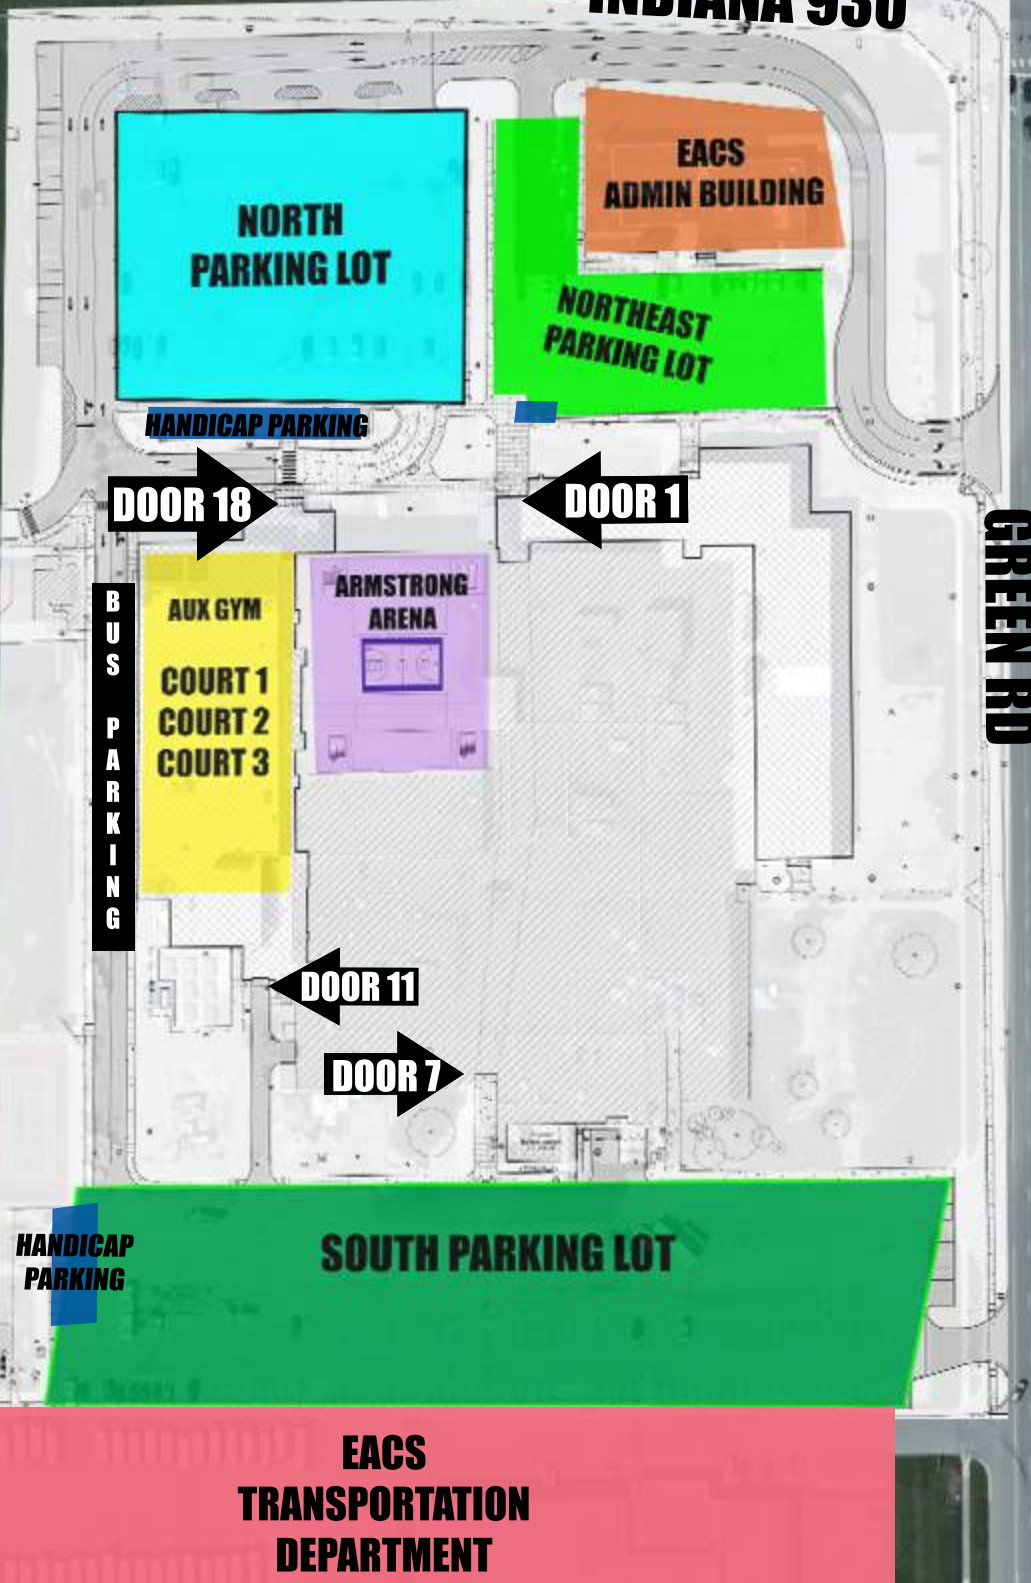 INDIANA 930
EACS
ADMIN BUILDING
NORTH
PARKING LOT
NORTHEAST
PARKING LOT
HANDICAP PARKING
DOOR 18
DOOR 1
GREEN RD
BUS PARKING
AUX GYM
COURT 1
COURT 2
COURT 3
ARMSTRONG
ARENA
DOOR 11
DOOR 7
HANDICAP
PARKING
SOUTH PARKING LOT
EACS
TRANSPORTATION
DEPARTMENT